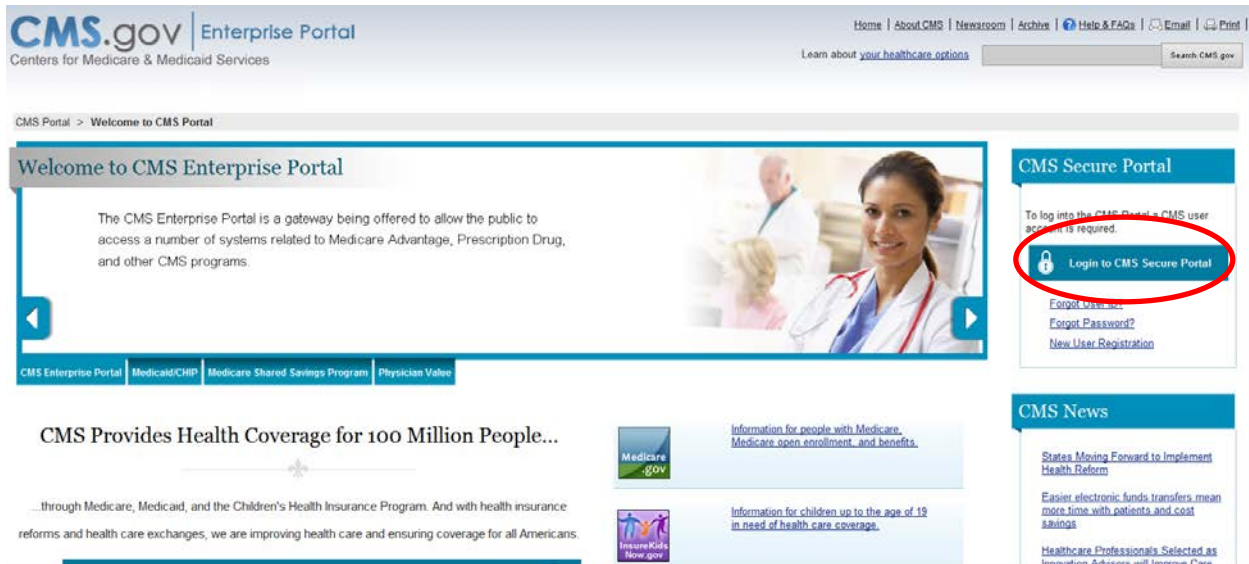 CMS.gov Enterprise Portal
Centers for Medicare & Medicaid Services
Home | About CMS | Newsroom | Archive | Help & FAQs | Email | Print |
Learn about your healthcare options
Search CMS.gov
CMS Portal > Welcome to CMS Portal
Welcome to CMS Enterprise Portal
The CMS Enterprise Portal is a gateway being offered to allow the public to
access a number of systems related to Medicare Advantage, Prescription Drug,
and other CMS programs.
CMS Enterprise Portal
Medicaid/CHIP
Medicare Shared Savings Program
Physician Value
CMS Secure Portal
To log into the CMS Portal a CMS user
account is required.
Login to CMS Secure Portal
Forgot User ID?
Forgot Password?
New User Registration
CMS Provides Health Coverage for 100 Million People...
...through Medicare, Medicaid, and the Children's Health Insurance Program. And with health insurance
reforms and health care exchanges, we are improving health care and ensuring coverage for all Americans.
Medicare
.gov
Information for people with Medicare,
Medicare open enrollment, and benefits.
InsureKids
Now.gov
Information for children up to the age of 19
in need of health care coverage.
CMS News
States Moving Forward to Implement
Health Reform
Easier electronic funds transfers mean
more time with patients and cost
savings
Healthcare Professionals Selected as
Innovation Advisors will Improve Care